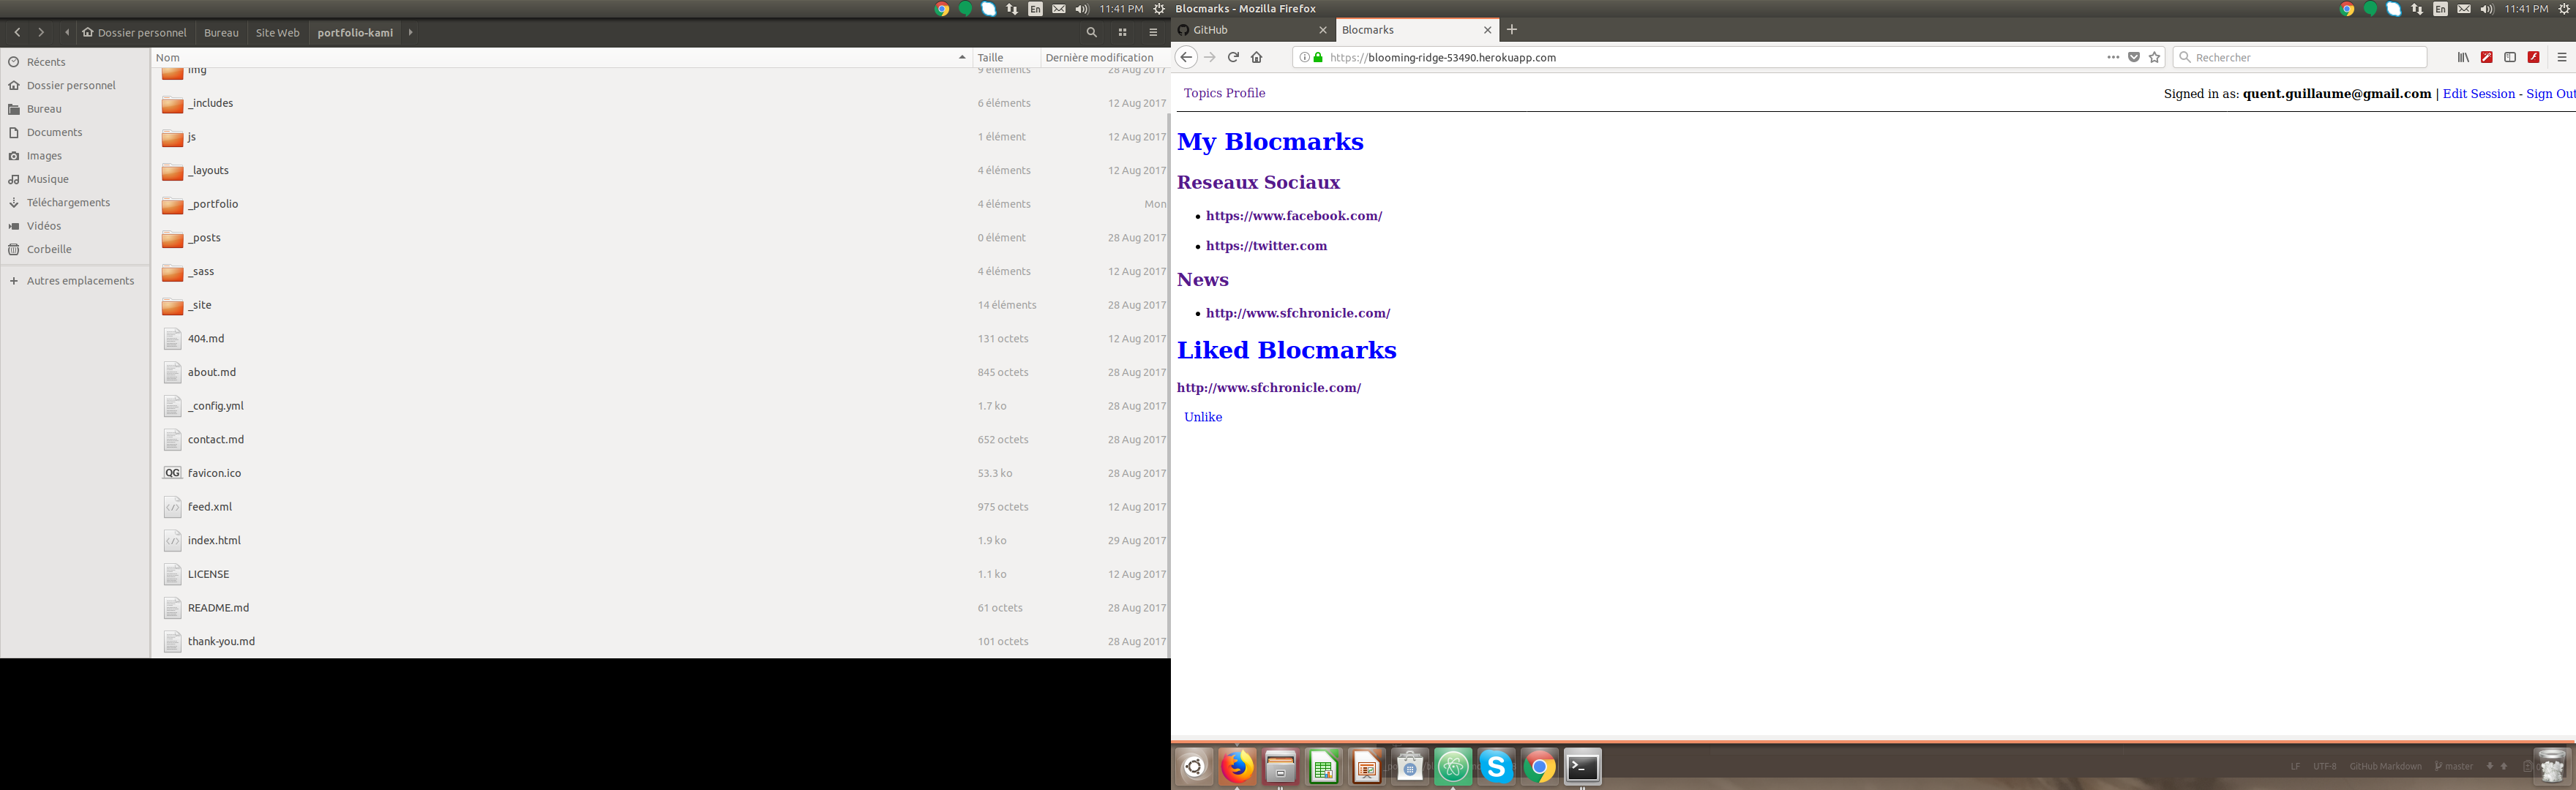 En 11:41 PM
Dossier personnel Bureau Site Web portfolio-kami
Récents
Dossier personnel
Bureau
Documents
Images
Musique
Téléchargements
Vidéos
Corbeille
Autres emplacements
Nom Taille Dernière modification
img 9 éléments 28 Aug 2017
_includes 6 éléments 12 Aug 2017
js 1 élément 12 Aug 2017
_layouts 4 éléments 12 Aug 2017
_portfolio 4 éléments Mon
_posts 0 élément 28 Aug 2017
_sass 4 éléments 12 Aug 2017
_site 14 éléments 28 Aug 2017
404.md 131 octets 12 Aug 2017
about.md 845 octets 28 Aug 2017
_config.yml 1.7 ko 28 Aug 2017
contact.md 652 octets 28 Aug 2017
QG favicon.ico 53.3 ko 28 Aug 2017
feed.xml 975 octets 12 Aug 2017
index.html 1.9 ko 29 Aug 2017
LICENSE 1.1 ko 12 Aug 2017
README.md 61 octets 28 Aug 2017
thank-you.md 101 octets 28 Aug 2017
Blocmarks - Mozilla Firefox En 11:41 PM
GitHub Blocmarks
https://blooming-ridge-53490.herokuapp.com Rechercher
Topics Profile Signed in as: quent.guillaume@gmail.com | Edit Session - Sign Out
My Blocmarks
Reseaux Sociaux
https://www.facebook.com/
https://twitter.com
News
http://www.sfchronicle.com/
Liked Blocmarks
http://www.sfchronicle.com/
Unlike
LF UTF-8 GitHub Markdown master